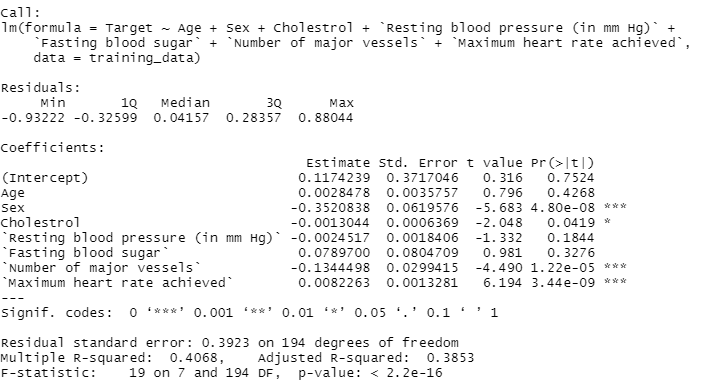 Call:
lm(formula = Target ~ Age + Sex + Cholestrol + `Resting blood pressure (in mm Hg)` +
    `Fasting blood sugar` + `Number of major vessels` + `Maximum heart rate achieved`,
    data = training_data)

Residuals:
     Min       1Q   Median       3Q      Max
-0.93222 -0.32599  0.04157  0.28357  0.88044

Coefficients:
                                      Estimate Std. Error t value Pr(>|t|)
(Intercept)                          0.1174239  0.3717046   0.316   0.7524
Age                                  0.0028478  0.0035757   0.796   0.4268
Sex                                 -0.3520838  0.0619576  -5.683 4.80e-08 ***
Cholestrol                          -0.0013044  0.0006369  -2.048   0.0419 *
`Resting blood pressure (in mm Hg)` -0.0024517  0.0018406  -1.332   0.1844
`Fasting blood sugar`                0.0789700  0.0804709   0.981   0.3276
`Number of major vessels`           -0.1344498  0.0299415  -4.490 1.22e-05 ***
`Maximum heart rate achieved`        0.0082263  0.0013281   6.194 3.44e-09 ***
---
Signif. codes:  0 ‘***’ 0.001 ‘**’ 0.01 ‘*’ 0.05 ‘.’ 0.1 ‘ ’ 1

Residual standard error: 0.3923 on 194 degrees of freedom
Multiple R-squared:  0.4068,    Adjusted R-squared:  0.3853
F-statistic:    19 on 7 and 194 DF,  p-value: < 2.2e-16